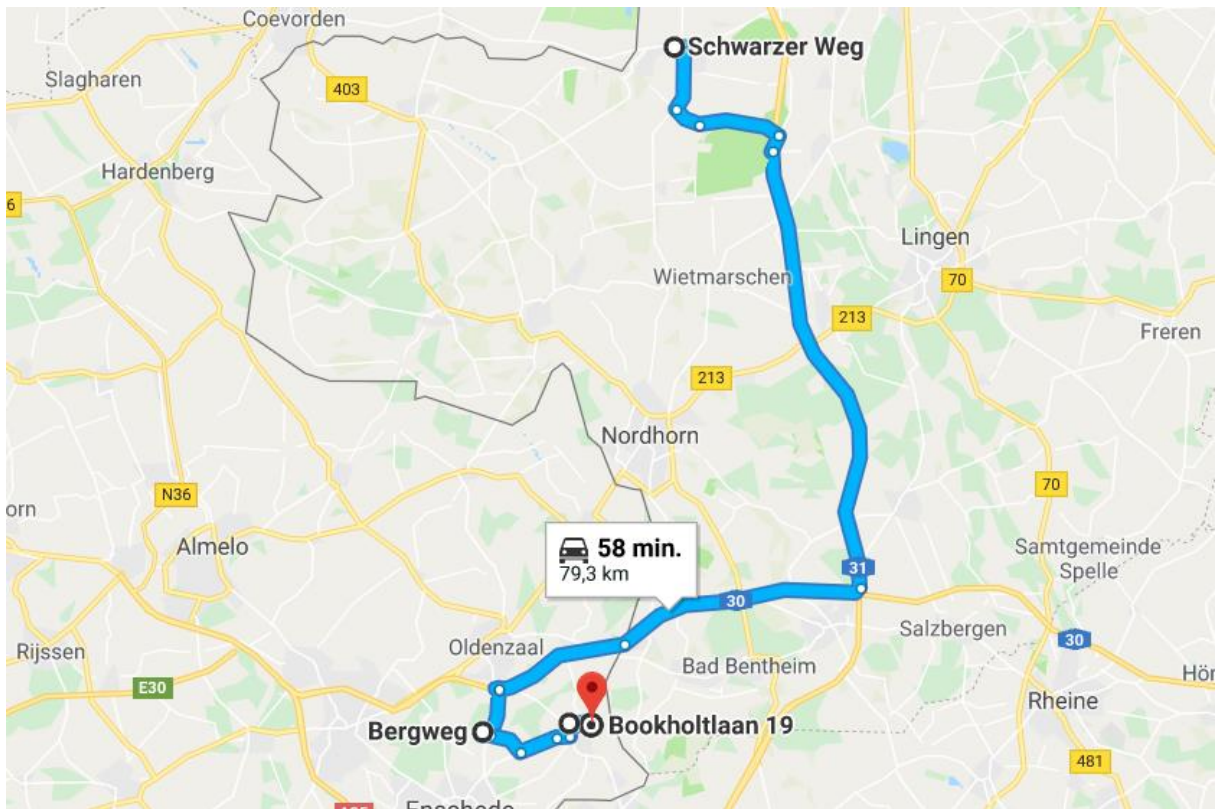 Coevorden
Schwarzer Weg
Slagharen
403
Hardenberg
6
Lingen
Wietmarschen
70
213
Freren
213
Nordhorn
N36
70
orn
Almelo
58 min.
79,3 km
Samtgemeinde
Spelle
31
30
Oldenzaal
Salzbergen
30
Rijssen
Bad Bentheim
Hör
E30
Rheine
Bergweg
Bookholtlaan 19
481
Enschede